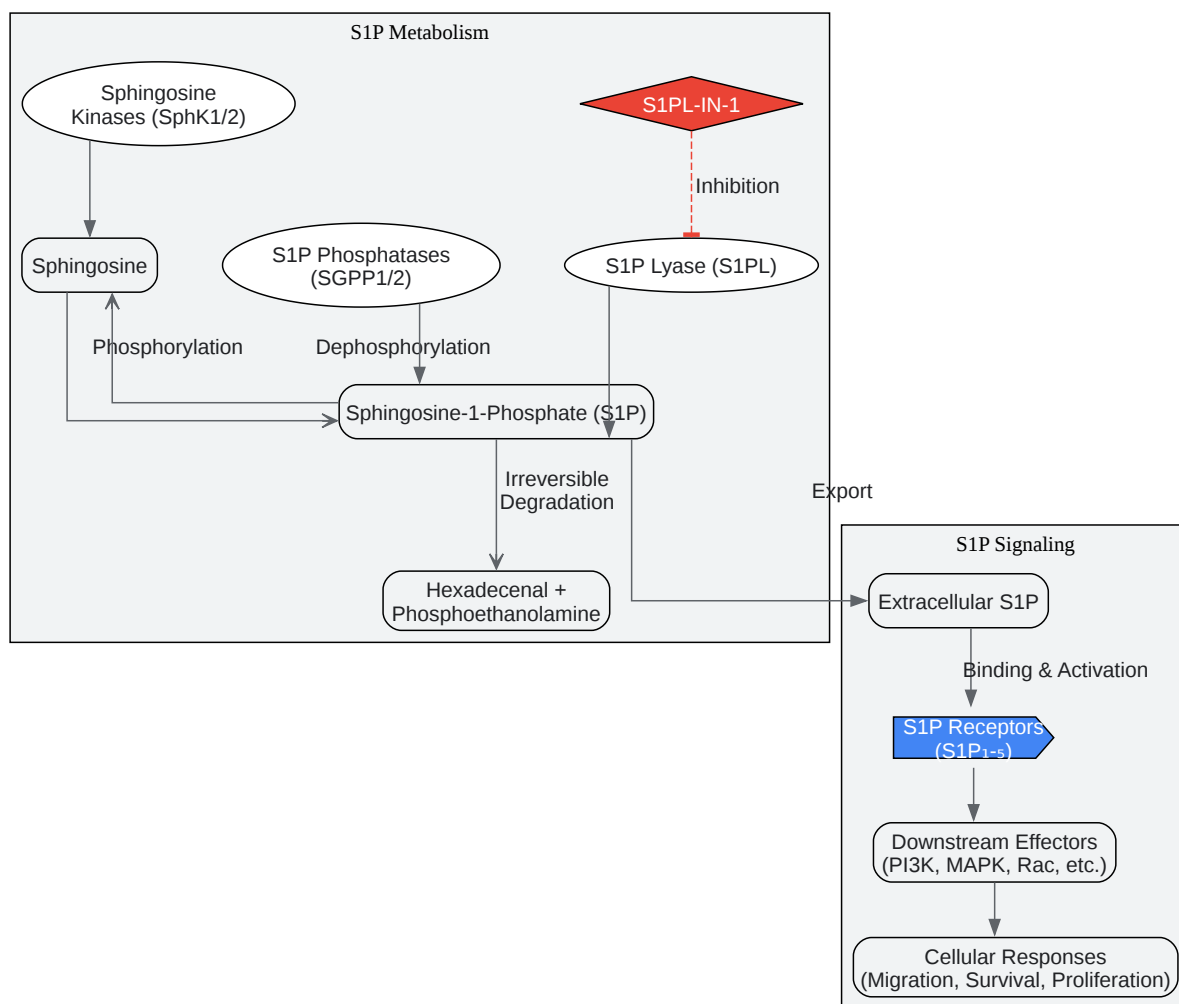 S1P Metabolism
Sphingosine
Kinases (SphK1/2)
S1PL-IN-1
Inhibition
Sphingosine
S1P Phosphatases
(SGPP1/2)
S1P Lyase (S1PL)
Phosphorylation
Dephosphorylation
Sphingosine-1-Phosphate (S1P)
Irreversible
Degradation
Export
Hexadecenal +
Phosphoethanolamine
S1P Signaling
Extracellular S1P
Binding & Activation
S1P Receptors
(S1P₁-₅)
Downstream Effectors
(PI3K, MAPK, Rac, etc.)
Cellular Responses
(Migration, Survival, Proliferation)